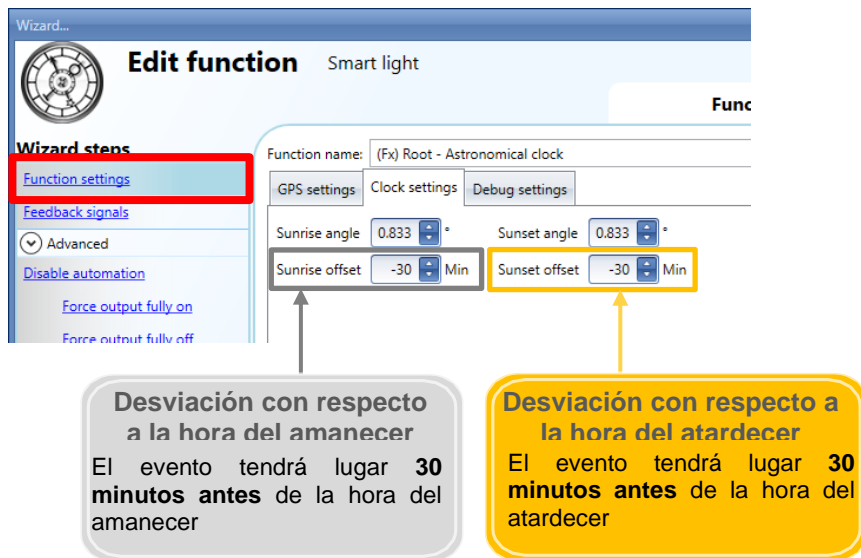 Wizard...
Edit function Smart light
Func
Wizard steps
Function settings
Feedback signals
Advanced
Disable automation
Force output fully on
Force output fully off
Function name: (Fx) Root - Astronomical clock
GPS settings Clock settings Debug settings
Sunrise angle 0.833 ° Sunset angle 0.833 °
Sunrise offset -30 Min Sunset offset -30 Min
Desviación con respecto
a la hora del amanecer
El evento tendrá lugar 30
minutos antes de la hora del
amanecer
Desviación con respecto a
la hora del atardecer
El evento tendrá lugar 30
minutos antes de la hora del
atardecer